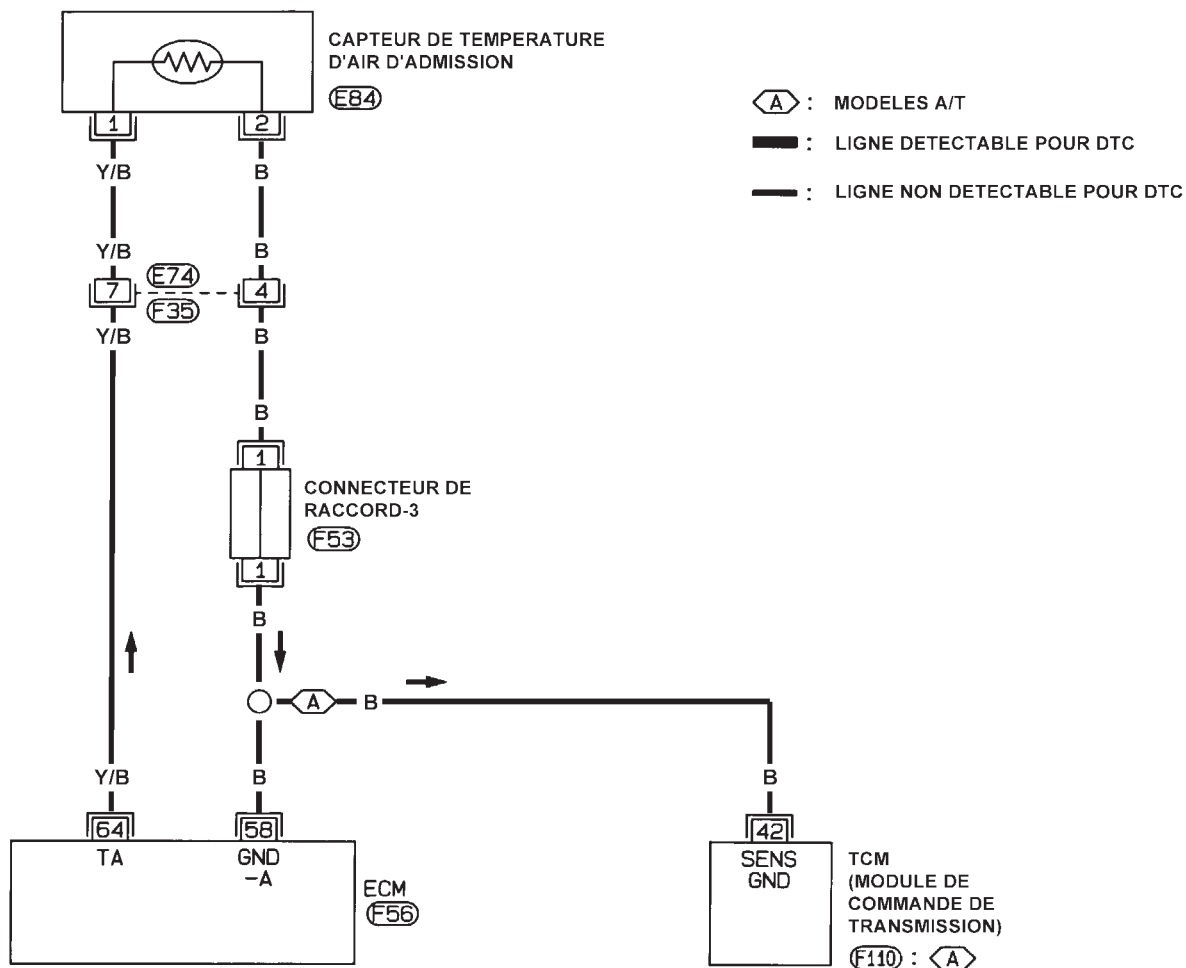 CAPTEUR DE TEMPERATURE
D'AIR D'ADMISSION
E84
1
2
Y/B
B
A : MODELES A/T
: LIGNE DETECTABLE POUR DTC
: LIGNE NON DETECTABLE POUR DTC
Y/B
B
7
E74
F35
4
Y/B
B
B
1
CONNECTEUR DE
RACCORD-3
F53
1
B
A
B
Y/B
B
B
64
58
42
TA
GND
-A
ECM
F56
SENS
GND
TCM
(MODULE DE
COMMANDE DE
TRANSMISSION)
F110 : A